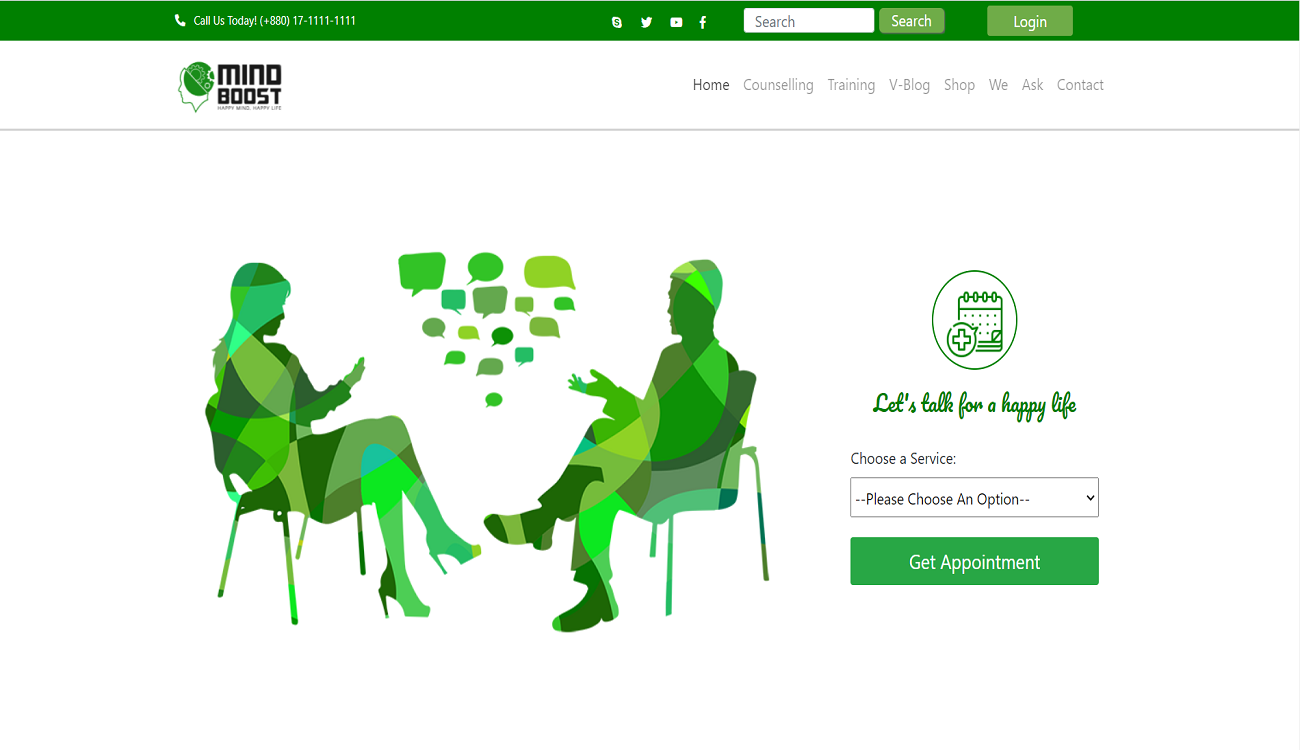 Call Us Today! (+880) 17-1111-1111
Search
Search
Login
MIND
BOOST
HAPPY MIND, HAPPY LIFE
Home Counselling Training V-Blog Shop We Ask Contact
Let's talk for a happy life
Choose a Service:
--Please Choose An Option--
Get Appointment